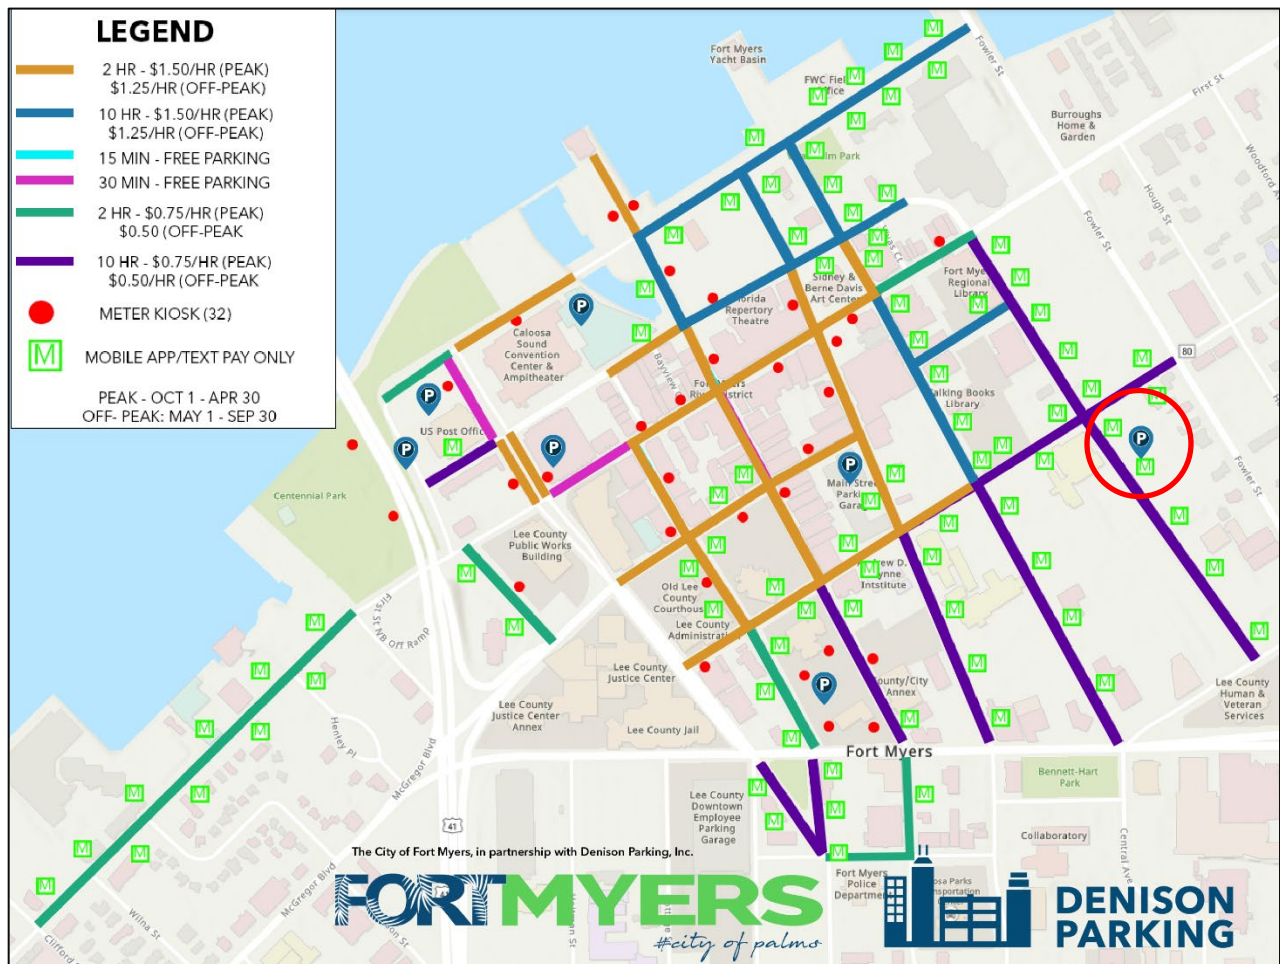 LEGEND
2 HR - $1.50/HR (PEAK)
$1.25/HR (OFF-PEAK)
10 HR - $1.50/HR (PEAK)
$1.25/HR (OFF-PEAK)
15 MIN - FREE PARKING
30 MIN - FREE PARKING
2 HR - $0.75/HR (PEAK)
$0.50 (OFF-PEAK
10 HR - $0.75/HR (PEAK)
$0.50/HR (OFF-PEAK
METER KIOSK (32)
M
MOBILE APP/TEXT PAY ONLY
PEAK - OCT 1 - APR 30
OFF- PEAK: MAY 1 - SEP 30
Fort Myers
Yacht Basin
Fowler St
First St
Burroughs
Home &
Garden
Woodford
Hough St
Fowler St
Fort Myers
Regional
Library
Sidney &
Berne Davis
Art Center
Repertory
Theatre
Caloosa
Sound
Convention
Center &
Ampitheater
Bayview
80
Library
US Post Office
P
Centennial Park
Lee County
Public Works
Building
Fowler St
First St NB Off Ramp
Old Lee
County
Lee County
Lee County
Justice Center
Lee County
Justice Center
Annex
Lee County Jail
Annex
Lee County
Human &
Veteran
Services
Henley Pl
McGregor Blvd
Fort Myers
Bennett-Hart
Park
Lee County
Downtown
Employee
Parking
Garage
41
Collaboratory
Central Ave
McGregor Blvd
Wilna St
Fort Myers
Police
The City of Fort Myers, in partnership with Denison Parking, Inc.
FORTMYERS
#city of palms
DENISON
PARKING